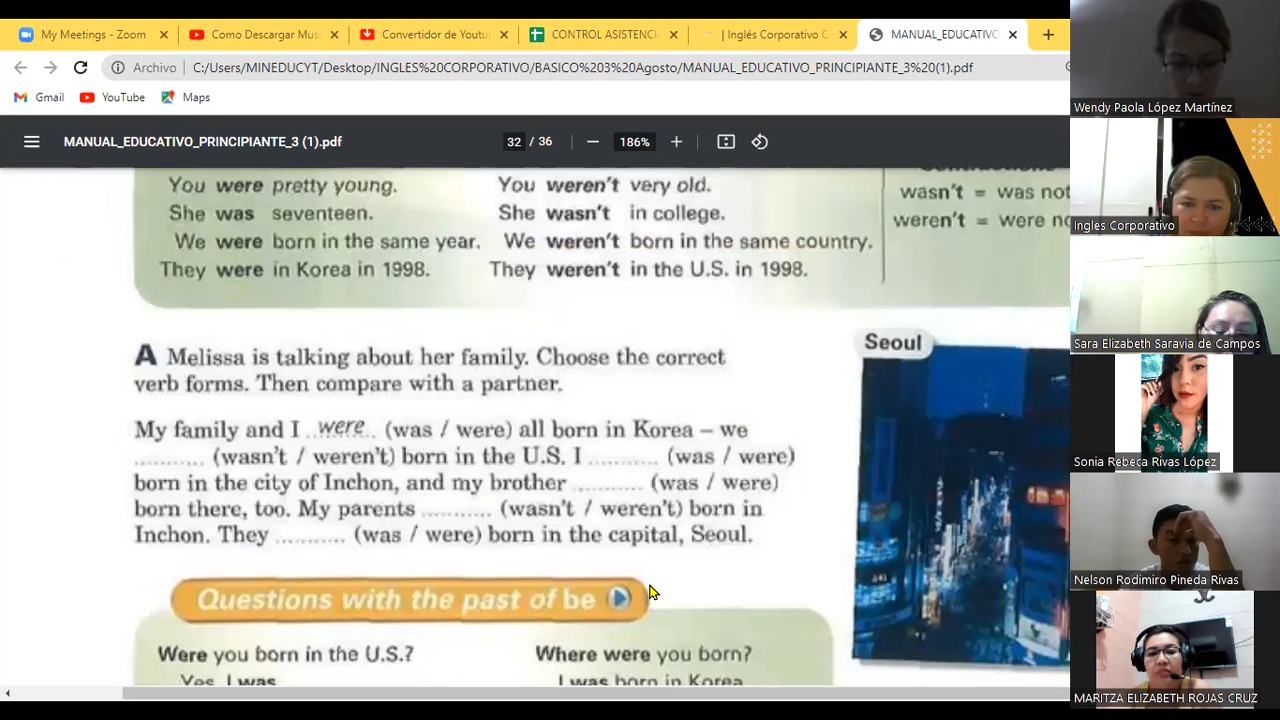 My Meetings - Zoom
Como Descargar Mus
Convertidor de Youtu
CONTROL ASISTENCI
| Inglés Corporativo
MANUAL_EDUCATIVO
Archivo
C:/Users/MINEDUCYT/Desktop/INGLES%20CORPORATIVO/BASICO%203%20Agosto/MANUAL_EDUCATIVO_PRINCIPIANTE_3%20(1).pdf
Gmail
YouTube
Maps
MANUAL_EDUCATIVO_PRINCIPIANTE_3 (1).pdf
32 / 36
186%
You were pretty young.
You weren't very old.
wasn't = was not
She was seventeen.
She wasn't in college.
weren't = were no
We were born in the same year.
We weren't born in the same country.
They were in Korea in 1998.
They weren't in the U.S. in 1998.
A Melissa is talking about her family. Choose the correct
verb forms. Then compare with a partner.
My family and I ..were.. (was / were) all born in Korea – we
.......... (wasn't / weren't) born in the U.S. I .......... (was / were)
born in the city of Inchon, and my brother .......... (was / were)
born there, too. My parents .......... (wasn't / weren't) born in
Inchon. They .......... (was / were) born in the capital, Seoul.
Seoul
Questions with the past of be
Were you born in the U.S.?
Where were you born?
Yes, I was.
I was born in Korea
Wendy Paola López Martínez
Ingles Corporativo
Sara Elizabeth Saravia de Campos
Sonia Rebeca Rivas López
Nelson Rodimiro Pineda Rivas
MARITZA ELIZABETH ROJAS CRUZ